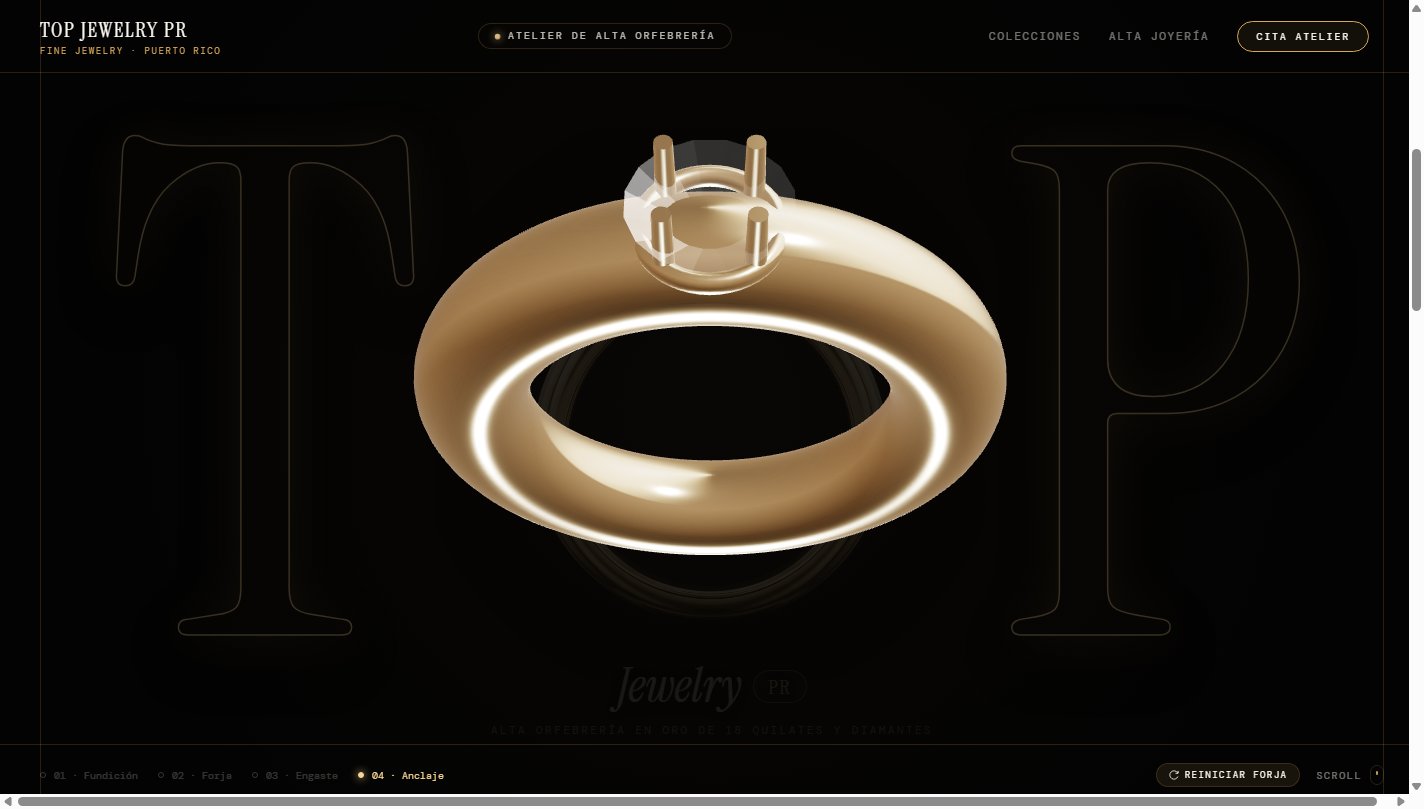 TOP JEWELRY PR
FINE JEWELRY · PUERTO RICO
ATELIER DE ALTA ORFEBRERÍA
COLECCIONES
ALTA JOYERÍA
CITA ATELIER
T P
Jewelry PR
ALTA ORFEBRERÍA EN ORO DE 18 QUILATES Y DIAMANTES
01 · Fundición
02 · Forja
03 · Engaste
04 · Anclaje
REINICIAR FORJA
SCROLL